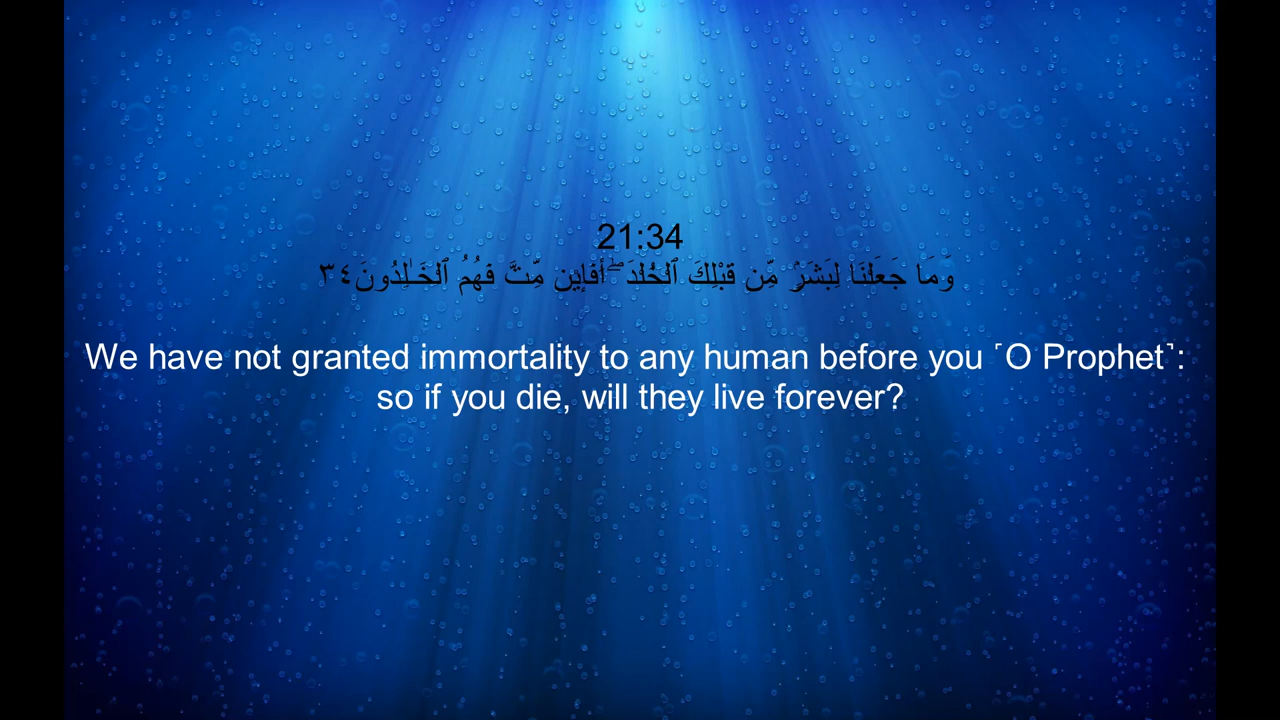 21:34
وَمَا جَعَلْنَا لِبَشَرٍۢ مِّن قَبْلِكَ ٱلْخُلْدَ ۖ أَفَإِي۟ن مِّتَّ فَهُمُ ٱلْخَـٰلِدُونَ ٣٤
We have not granted immortality to any human before you ˹O Prophet˺:
so if you die, will they live forever?